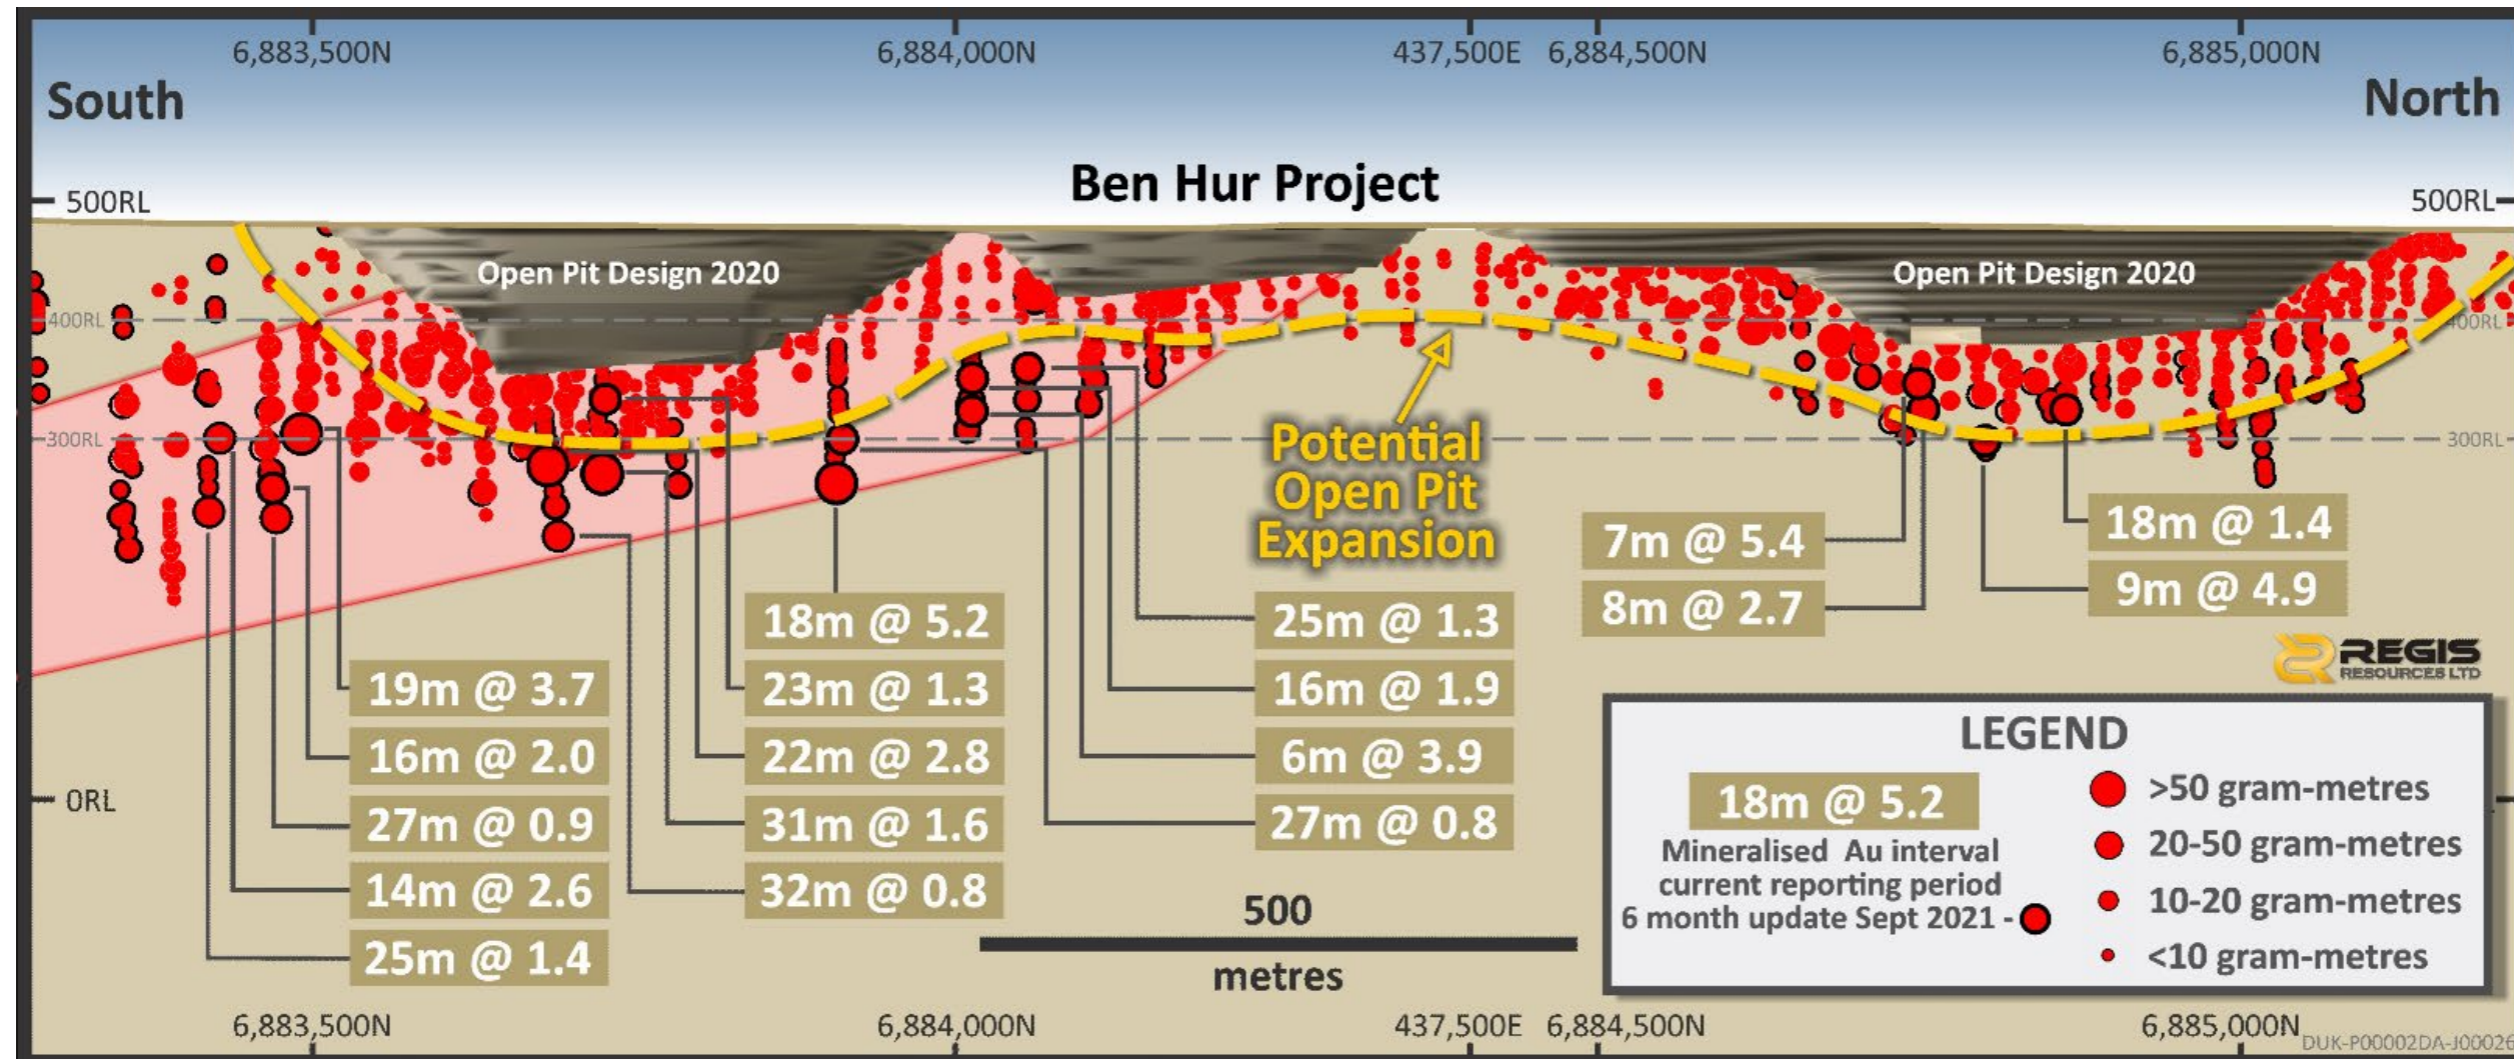 6,883,500N 6,884,000N 437,500E 6,884,500N 6,885,000N
South North
Ben Hur Project
500RL 500RL
Open Pit Design 2020 Open Pit Design 2020
400RL 400RL
300RL 300RL
Potential
Open Pit
Expansion
7m @ 5.4
8m @ 2.7
18m @ 1.4
9m @ 4.9
19m @ 3.7
16m @ 2.0
27m @ 0.9
14m @ 2.6
25m @ 1.4
18m @ 5.2
23m @ 1.3
22m @ 2.8
31m @ 1.6
32m @ 0.8
25m @ 1.3
16m @ 1.9
6m @ 3.9
27m @ 0.8
0RL
REGIS
RESOURCES LTD
LEGEND
18m @ 5.2
Mineralised Au interval
current reporting period
6 month update Sept 2021 -
>50 gram-metres
20-50 gram-metres
10-20 gram-metres
<10 gram-metres
500
metres
6,883,500N 6,884,000N 437,500E 6,884,500N 6,885,000N
DUK-P00002DA-J00026